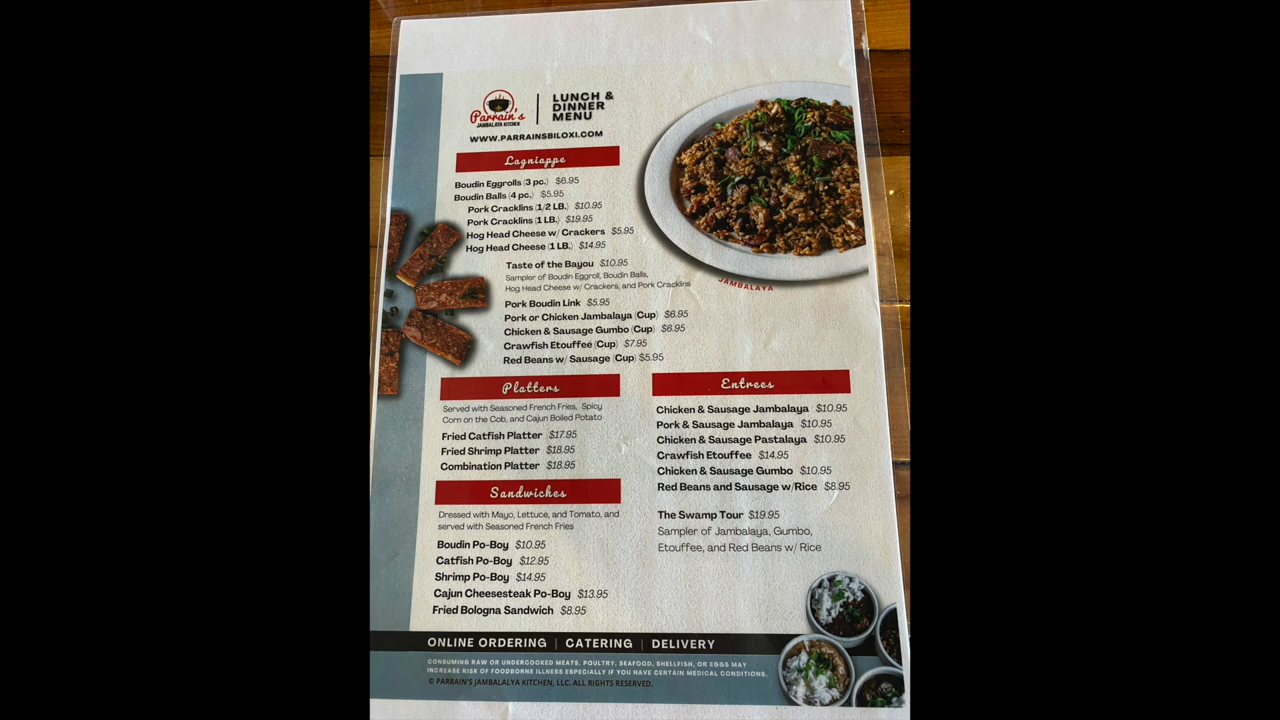 Parrain's
JAMBALAYA KITCHEN
LUNCH &
DINNER
MENU
WWW.PARRAINSBILOXI.COM
Lagniappe
Boudin Eggrolls (3 pc.) $6.95
Boudin Balls (4 pc.) $5.95
Pork Cracklins (1/2 LB.) $10.95
Pork Cracklins (1 LB.) $19.95
Hog Head Cheese w/ Crackers $5.95
Hog Head Cheese (1 LB.) $14.95
Taste of the Bayou $10.95
Sampler of Boudin Eggroll, Boudin Balls,
Hog Head Cheese w/ Crackers, and Pork Cracklins
Pork Boudin Link $5.95
Pork or Chicken Jambalaya (Cup) $6.95
Chicken & Sausage Gumbo (Cup) $6.95
Crawfish Etouffee (Cup) $7.95
Red Beans w/ Sausage (Cup) $5.95
JAMBALAYA
Platters
Served with Seasoned French Fries, Spicy
Corn on the Cob, and Cajun Boiled Potato
Fried Catfish Platter $17.95
Fried Shrimp Platter $18.95
Combination Platter $18.95
Sandwiches
Dressed with Mayo, Lettuce, and Tomato, and
served with Seasoned French Fries
Boudin Po-Boy $10.95
Catfish Po-Boy $12.95
Shrimp Po-Boy $14.95
Cajun Cheesesteak Po-Boy $13.95
Fried Bologna Sandwich $8.95
Entrees
Chicken & Sausage Jambalaya $10.95
Pork & Sausage Jambalaya $10.95
Chicken & Sausage Pastalaya $10.95
Crawfish Etouffee $14.95
Chicken & Sausage Gumbo $10.95
Red Beans and Sausage w/Rice $8.95
The Swamp Tour $19.95
Sampler of Jambalaya, Gumbo,
Etouffee, and Red Beans w/ Rice
ONLINE ORDERING | CATERING | DELIVERY
CONSUMING RAW OR UNDERCOOKED MEATS, POULTRY, SEAFOOD, SHELLFISH, OR EGGS MAY
INCREASE RISK OF FOODBORNE ILLNESS ESPECIALLY IF YOU HAVE CERTAIN MEDICAL CONDITIONS.
© PARRAIN'S JAMBALALYA KITCHEN, LLC. ALL RIGHTS RESERVED.